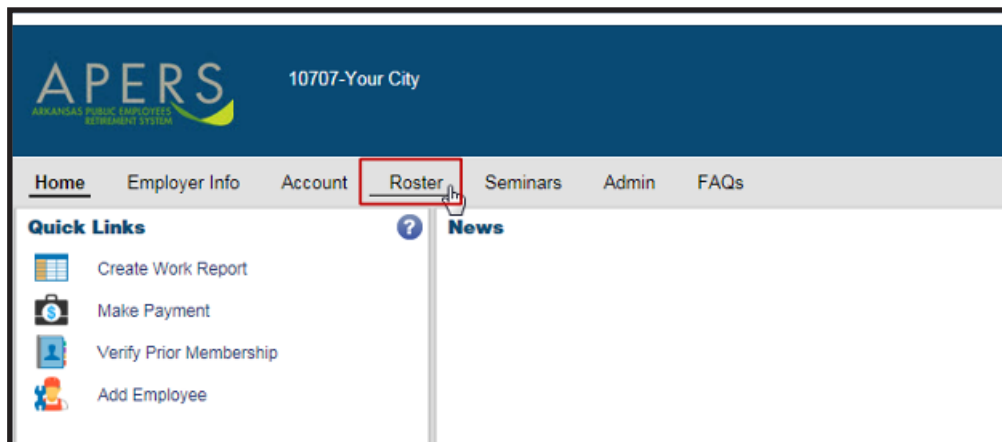 APERS
ARKANSAS PUBLIC EMPLOYEES
RETIREMENT SYSTEM
10707-Your City
Home Employer Info Account Roster Seminars Admin FAQs
Quick Links ?
News
Create Work Report
Make Payment
Verify Prior Membership
Add Employee